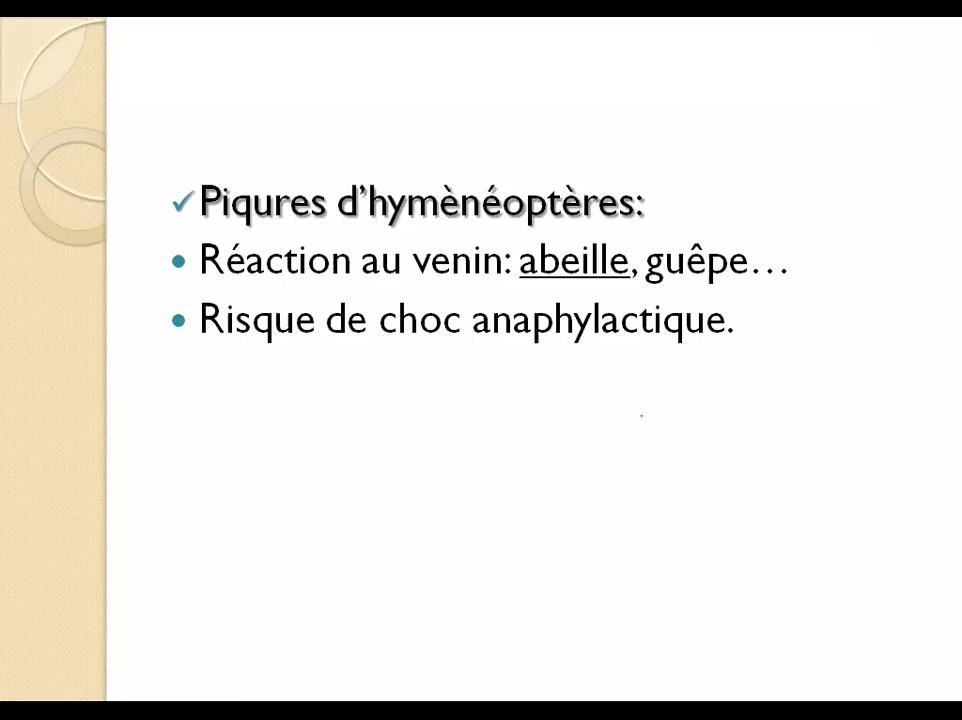 Piqures d’hymènéoptères:
Réaction au venin: abeille, guêpe…
Risque de choc anaphylactique.